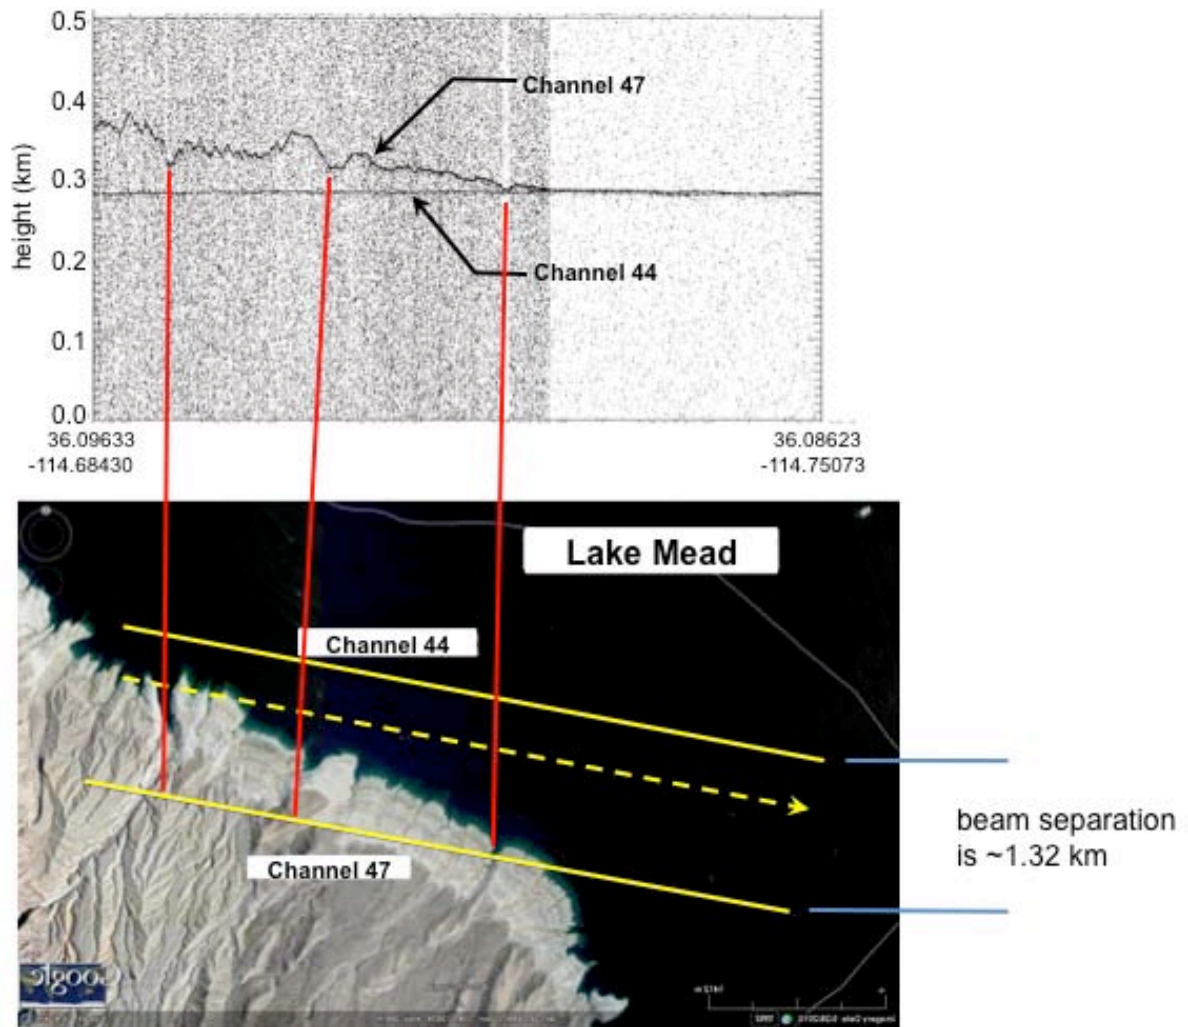 0.5
Channel 47
0.4
height (km)
0.3
Channel 44
0.2
0.1
0.0
36.09633
-114.68430
36.08623
-114.75073
Lake Mead
Channel 44
beam separation
is ~1.32 km
Channel 47
Google